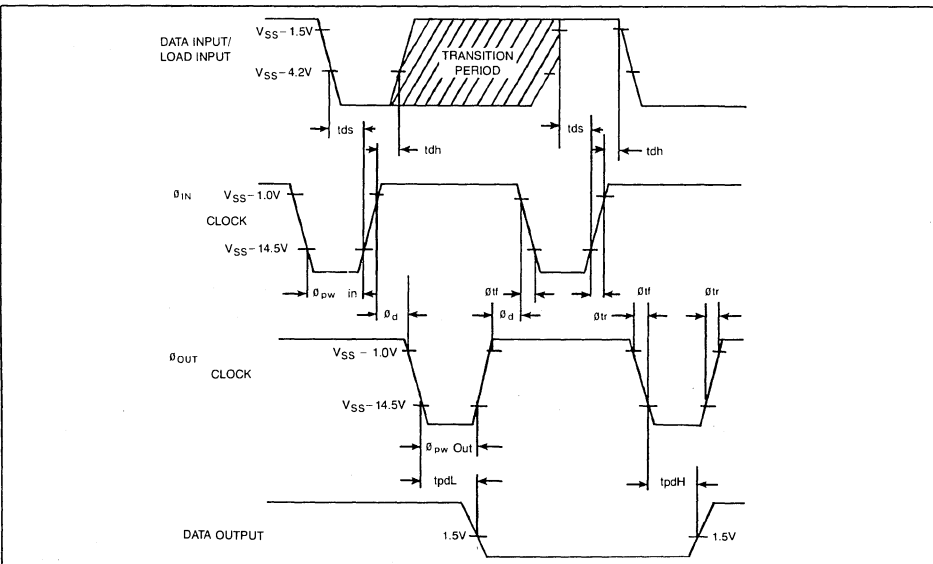 DATA INPUT/
LOAD INPUT
VSS-1.5V
VSS-4.2V
TRANSITION
PERIOD
tds
tdh
tds
tdh
ØIN
CLOCK
VSS-1.0V
VSS-14.5V
Øpw in
Ød
Øtf
Ød
Øtf
Øtr
Øtr
ØOUT
CLOCK
VSS - 1.0V
VSS-14.5V
Øpw Out
tpdL
tpdH
DATA OUTPUT
1.5V
1.5V